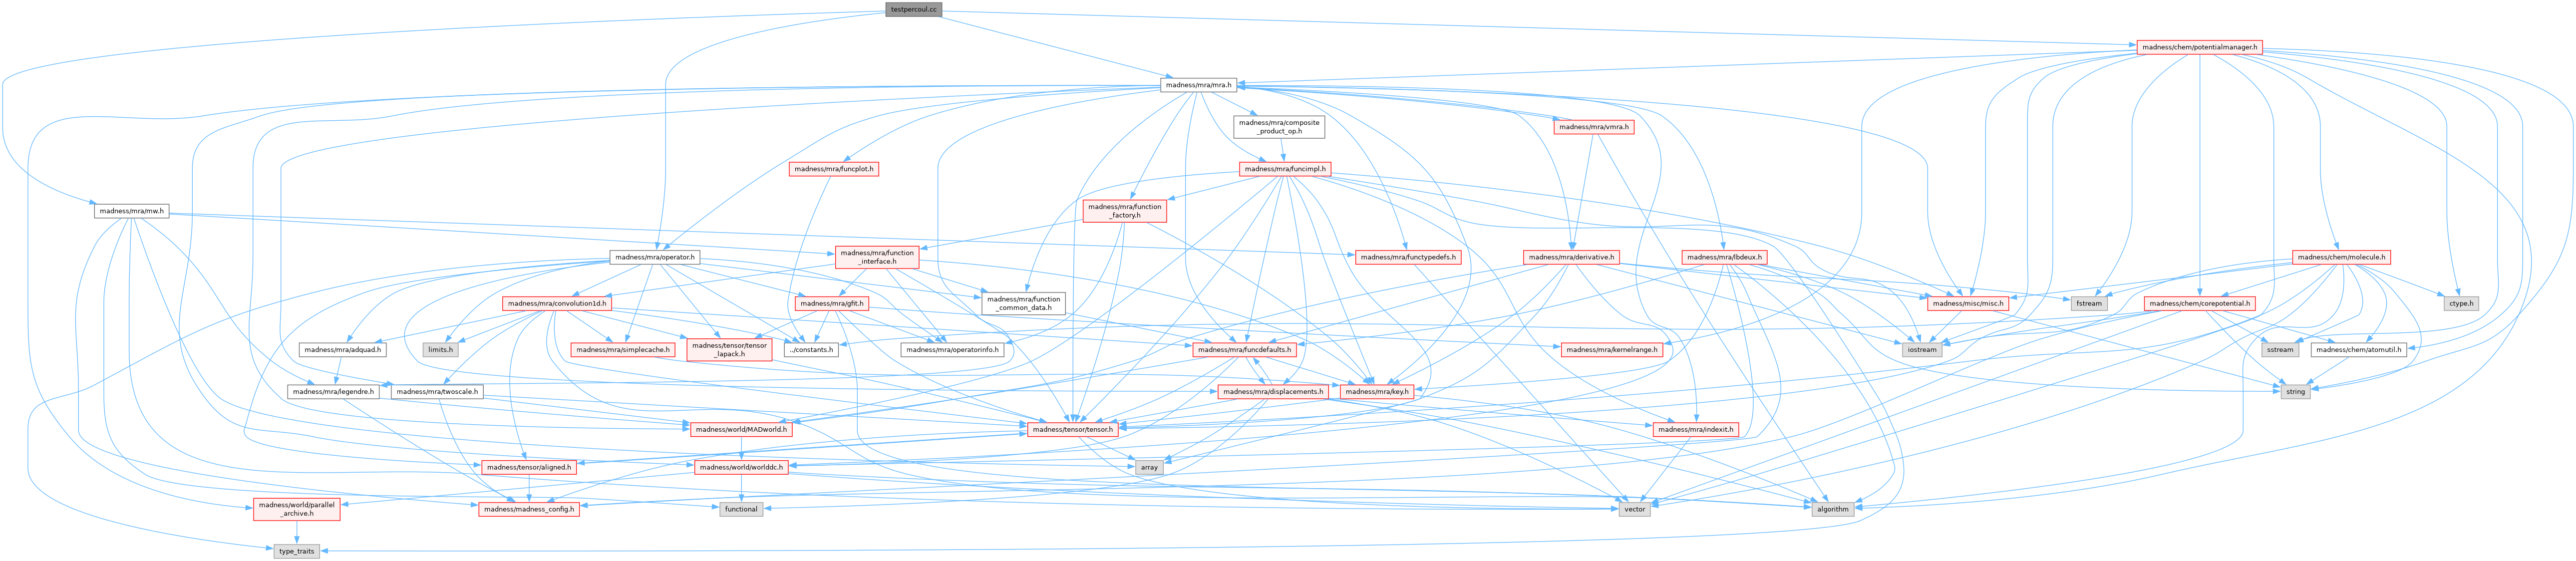 testpercoul.cc
madness/chem/potentialmanager.h
madness/mra/mra.h
madness/mra/composite
_product_op.h
madness/mra/vmra.h
madness/mra/funcplot.h
madness/mra/funcimpl.h
madness/mra/mw.h
madness/mra/function
_factory.h
madness/mra/operator.h
madness/mra/function
_interface.h
madness/mra/functypedefs.h
madness/mra/derivative.h
madness/mra/lbdeux.h
madness/chem/molecule.h
madness/mra/convolution1d.h
madness/mra/gfit.h
madness/mra/function
_common_data.h
madness/misc/misc.h
fstream
madness/chem/corepotential.h
ctype.h
madness/mra/adquad.h
limits.h
madness/mra/simplecache.h
madness/tensor/tensor
_lapack.h
../constants.h
madness/mra/operatorinfo.h
madness/mra/funcdefaults.h
madness/mra/kernelrange.h
iostream
sstream
madness/chem/atomutil.h
madness/mra/legendre.h
madness/mra/twoscale.h
madness/mra/displacements.h
madness/mra/key.h
string
madness/world/MADworld.h
madness/tensor/tensor.h
madness/mra/indexit.h
madness/tensor/aligned.h
madness/world/worlddc.h
array
madness/world/parallel
_archive.h
madness/madness_config.h
functional
vector
algorithm
type_traits